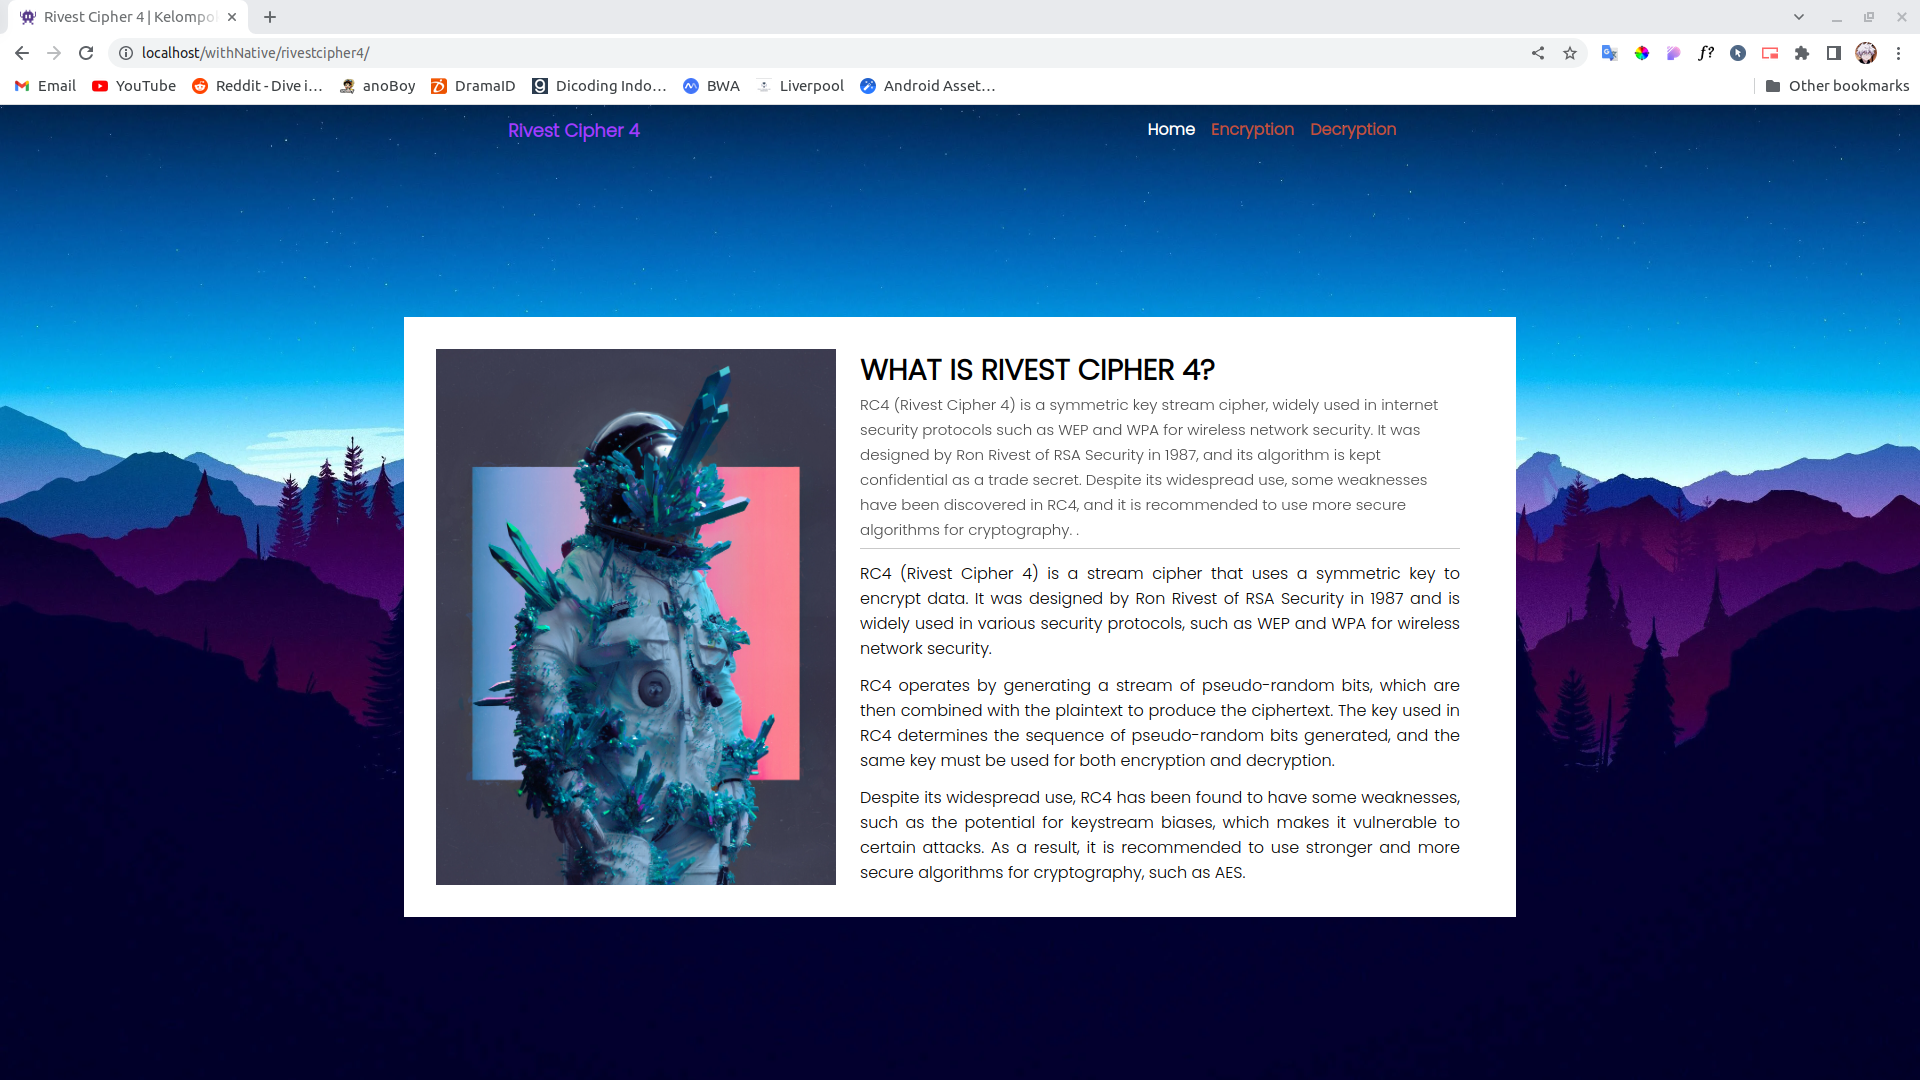 Rivest Cipher 4 | Kelompo
localhost/withNative/rivestcipher4/
Email YouTube Reddit - Dive i... anoBoy DramaID Dicoding Indo... BWA Liverpool Android Asset... Other bookmarks
Rivest Cipher 4 Home Encryption Decryption
WHAT IS RIVEST CIPHER 4?
RC4 (Rivest Cipher 4) is a symmetric key stream cipher, widely used in internet
security protocols such as WEP and WPA for wireless network security. It was
designed by Ron Rivest of RSA Security in 1987, and its algorithm is kept
confidential as a trade secret. Despite its widespread use, some weaknesses
have been discovered in RC4, and it is recommended to use more secure
algorithms for cryptography. .
RC4 (Rivest Cipher 4) is a stream cipher that uses a symmetric key to
encrypt data. It was designed by Ron Rivest of RSA Security in 1987 and is
widely used in various security protocols, such as WEP and WPA for wireless
network security.
RC4 operates by generating a stream of pseudo-random bits, which are
then combined with the plaintext to produce the ciphertext. The key used in
RC4 determines the sequence of pseudo-random bits generated, and the
same key must be used for both encryption and decryption.
Despite its widespread use, RC4 has been found to have some weaknesses,
such as the potential for keystream biases, which makes it vulnerable to
certain attacks. As a result, it is recommended to use stronger and more
secure algorithms for cryptography, such as AES.